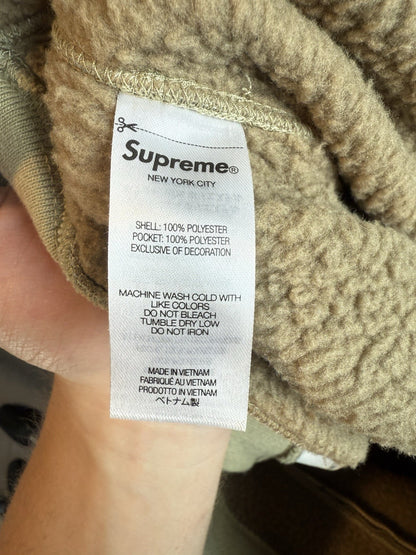 Supreme®
NEW YORK CITY
SHELL: 100% POLYESTER
POCKET: 100% POLYESTER
EXCLUSIVE OF DECORATION
MACHINE WASH COLD WITH
LIKE COLORS
DO NOT BLEACH
TUMBLE DRY LOW
DO NOT IRON
MADE IN VIETNAM
FABRIQUÉ AU VIETNAM
PRODOTTO IN VIETNAM
ベトナム製